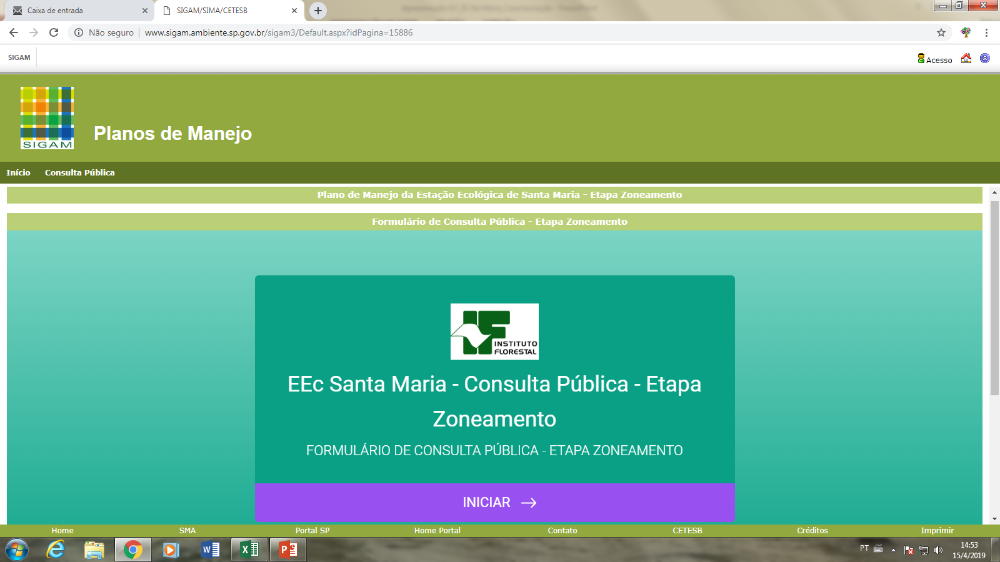 Caixa de entrada
SIGAM/SIMA/CETESB
Não seguro
www.sigam.ambiente.sp.gov.br/sigam3/Default.aspx?idPagina=15886
SIGAM
Acesso
SIGAM
Planos de Manejo
Início Consulta Pública
Plano de Manejo da Estação Ecológica de Santa Maria - Etapa Zoneamento
Formulário de Consulta Pública - Etapa Zoneamento
INSTITUTO
FLORESTAL
EEc Santa Maria - Consulta Pública - Etapa
Zoneamento
FORMULÁRIO DE CONSULTA PÚBLICA - ETAPA ZONEAMENTO
INICIAR
Home SMA Portal SP Home Portal Contato CETESB Créditos Imprimir
PT
14:53
15/4/2019